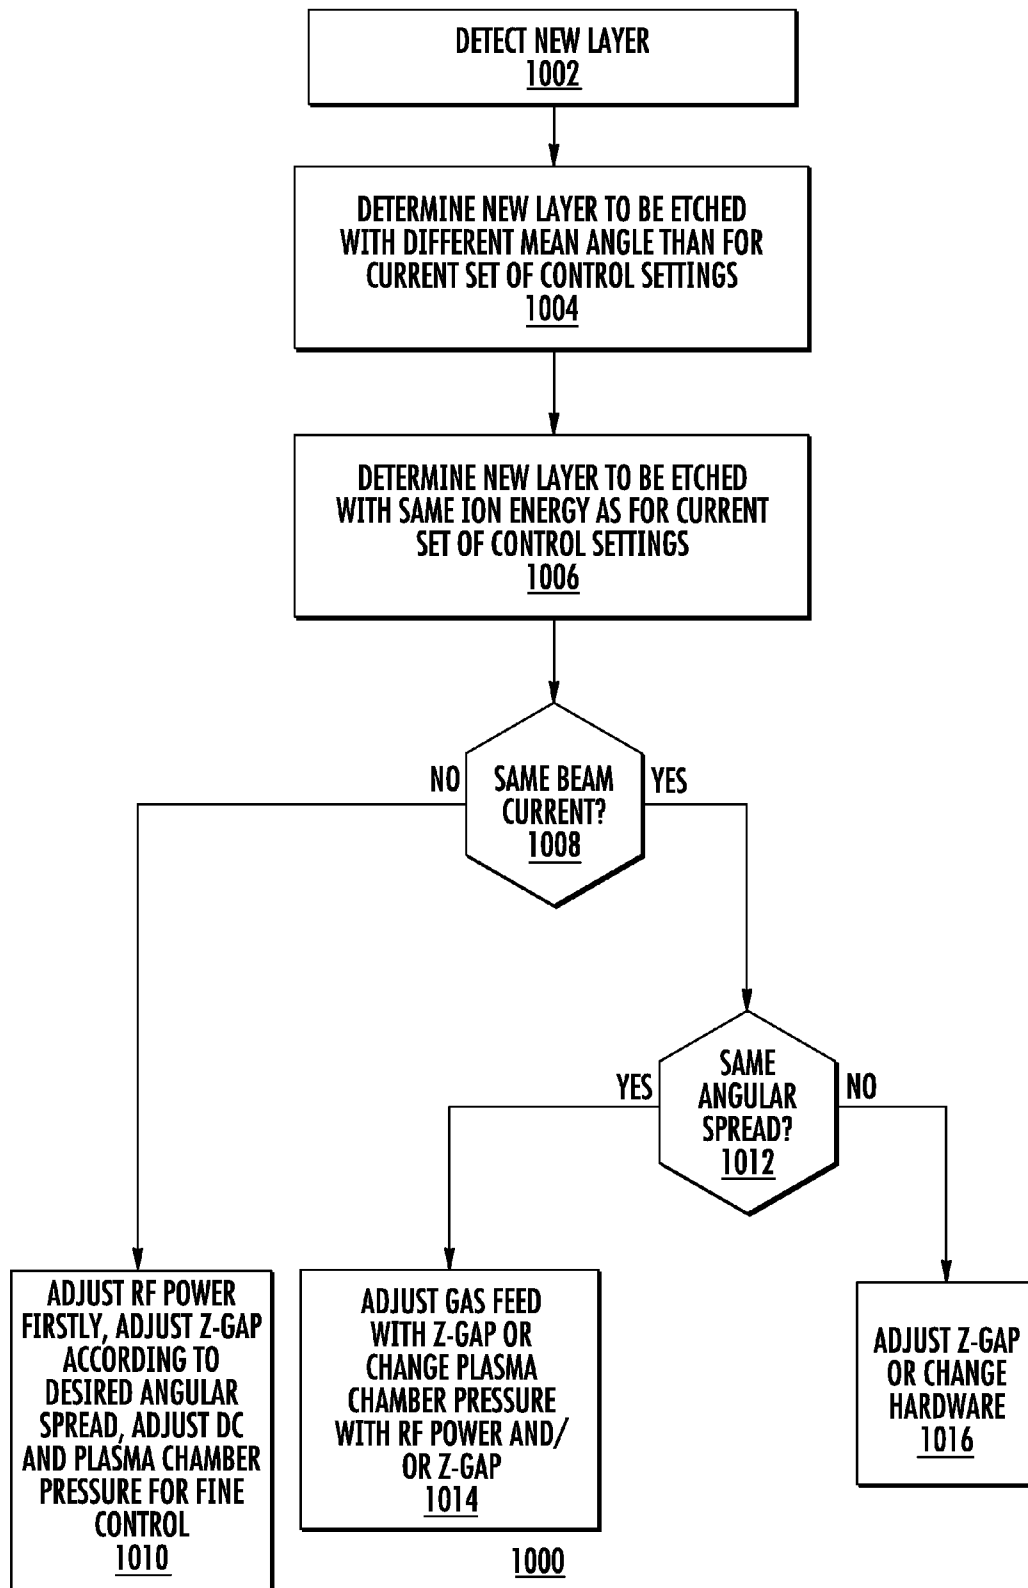 DETECT NEW LAYER
1002
DETERMINE NEW LAYER TO BE ETCHED
WITH DIFFERENT MEAN ANGLE THAN FOR
CURRENT SET OF CONTROL SETTINGS
1004
DETERMINE NEW LAYER TO BE ETCHED
WITH SAME ION ENERGY AS FOR CURRENT
SET OF CONTROL SETTINGS
1006
NO
SAME BEAM
CURRENT?
1008
YES
YES
SAME
ANGULAR
SPREAD?
1012
NO
ADJUST RF POWER
FIRSTLY, ADJUST Z-GAP
ACCORDING TO
DESIRED ANGULAR
SPREAD, ADJUST DC
AND PLASMA CHAMBER
PRESSURE FOR FINE
CONTROL
1010
ADJUST GAS FEED
WITH Z-GAP OR
CHANGE PLASMA
CHAMBER PRESSURE
WITH RF POWER AND/
OR Z-GAP
1014
ADJUST Z-GAP
OR CHANGE
HARDWARE
1016
1000